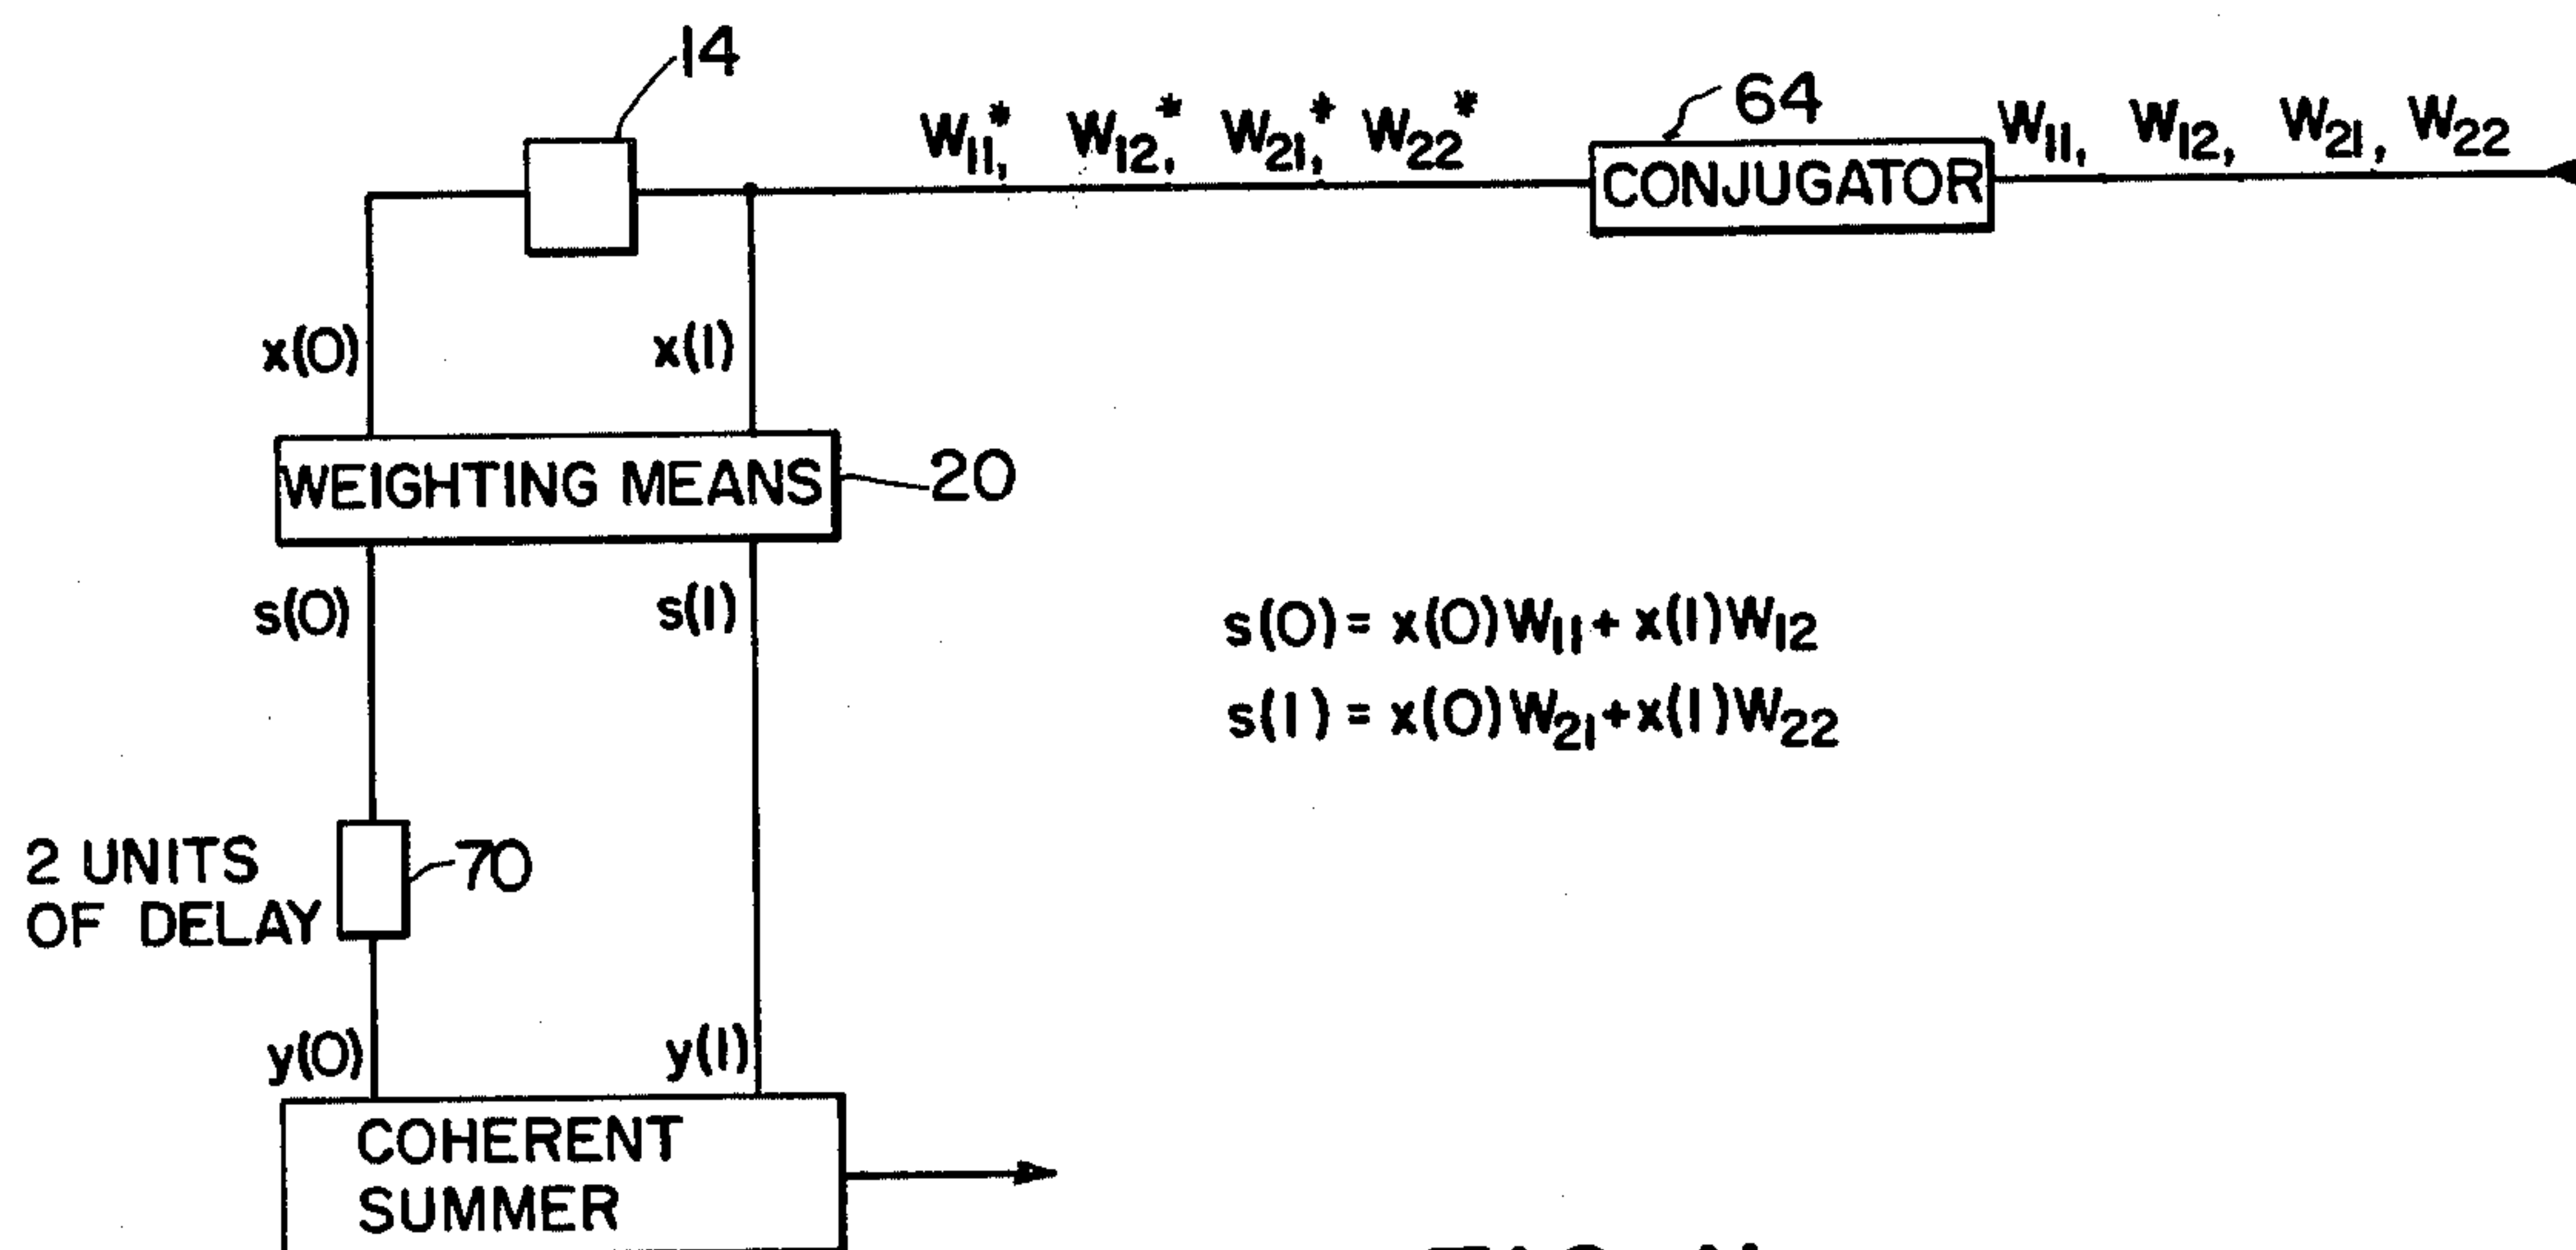 14
64
W11,* W12,* W21,* W22*
W11, W12, W21, W22
CONJUGATOR
x(0)
x(1)
WEIGHTING MEANS
20
s(0)
s(1)
s(0) = x(0)W11 + x(1)W12
s(1) = x(0)W21 + x(1)W22
2 UNITS
OF DELAY
70
y(0)
y(1)
COHERENT
SUMMER